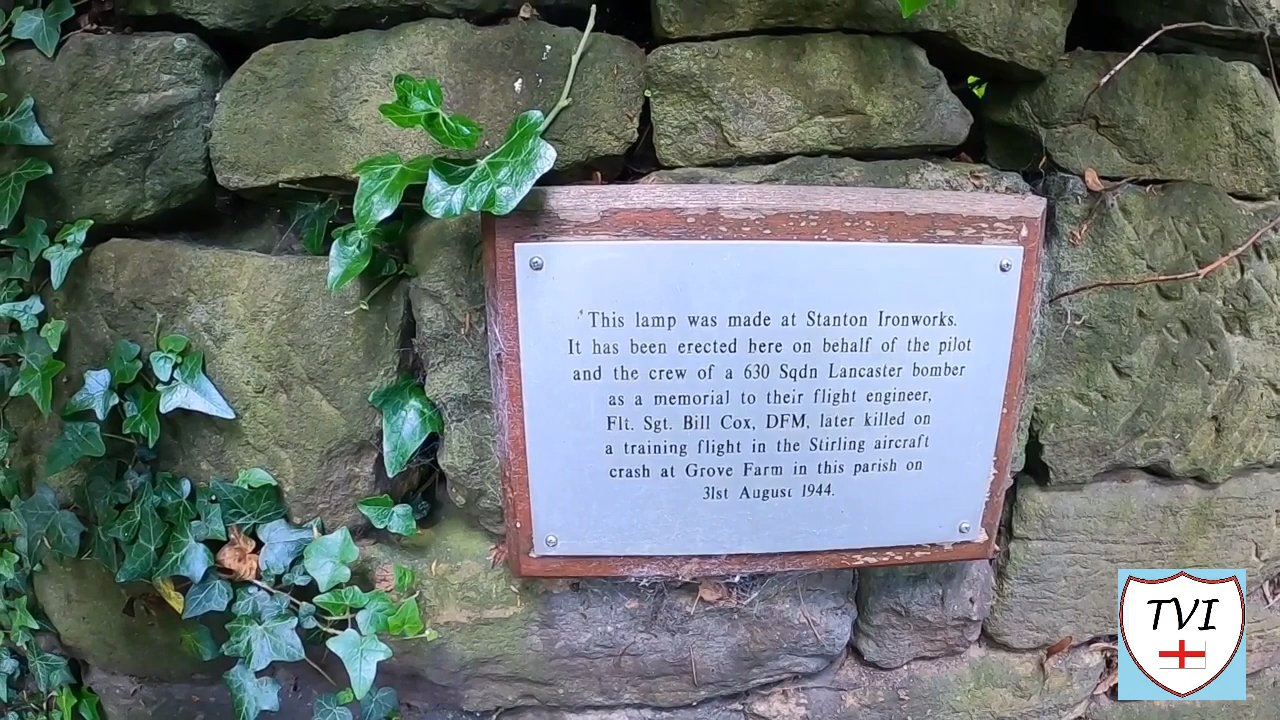 This lamp was made at Stanton Ironworks.
It has been erected here on behalf of the pilot
and the crew of a 630 Sqdn Lancaster bomber
as a memorial to their flight engineer,
Flt. Sgt. Bill Cox, DFM, later killed on
a training flight in the Stirling aircraft
crash at Grove Farm in this parish on
31st August 1944.
TVI